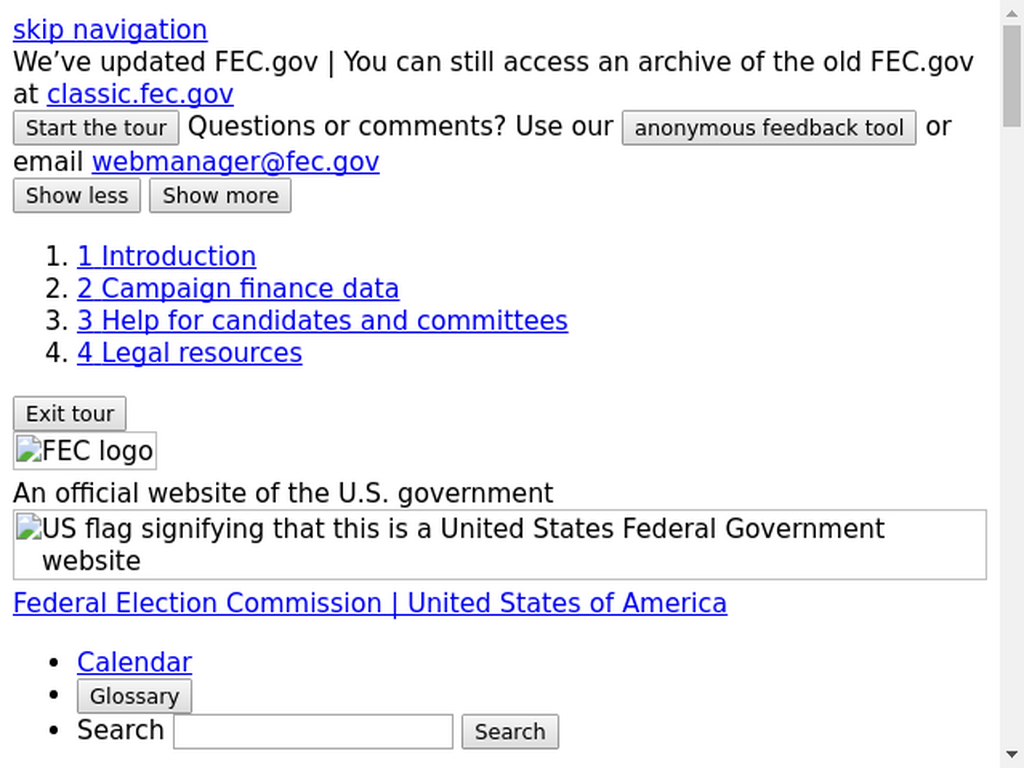 skip navigation
We’ve updated FEC.gov | You can still access an archive of the old FEC.gov
at classic.fec.gov
Start the tour Questions or comments? Use our anonymous feedback tool or
email webmanager@fec.gov
Show less Show more
1. 1 Introduction
2. 2 Campaign finance data
3. 3 Help for candidates and committees
4. 4 Legal resources
Exit tour
FEC logo
An official website of the U.S. government
US flag signifying that this is a United States Federal Government
website
Federal Election Commission | United States of America
• Calendar
• Glossary
• Search Search